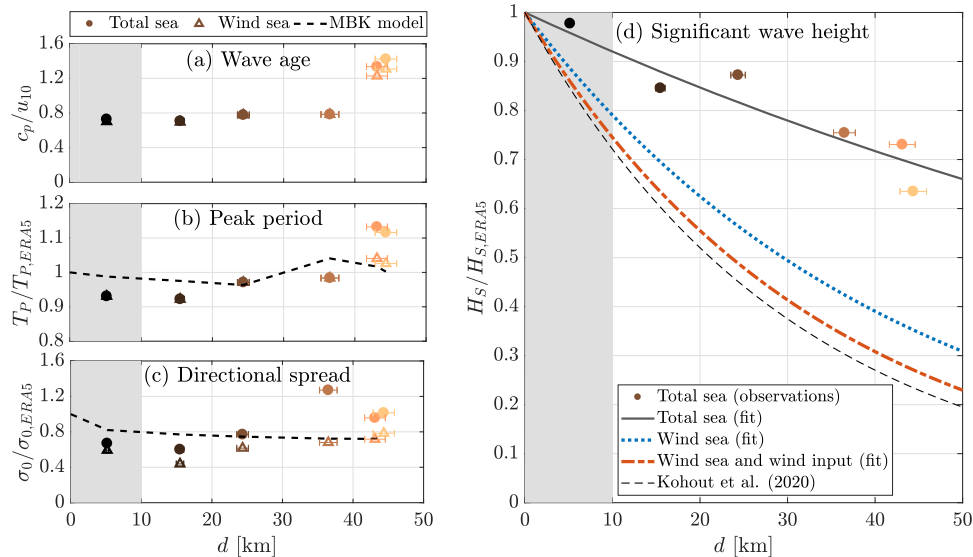 Total sea Wind sea MBK model
(a) Wave age
c_p/u_10
1.6
1.2
0.8
0.4
0
(b) Peak period
T_P/T_P,ERA5
1.2
1.1
1
0.9
0.8
(c) Directional spread
σ_0/σ_0,ERA5
1.6
1.2
0.8
0.4
0
0 10 20 30 40 50
d [km]
(d) Significant wave height
H_S/H_S,ERA5
1
0.9
0.8
0.7
0.6
0.5
0.4
0.3
0.2
0.1
0
Total sea (observations)
Total sea (fit)
Wind sea (fit)
Wind sea and wind input (fit)
Kohout et al. (2020)
0 10 20 30 40 50
d [km]